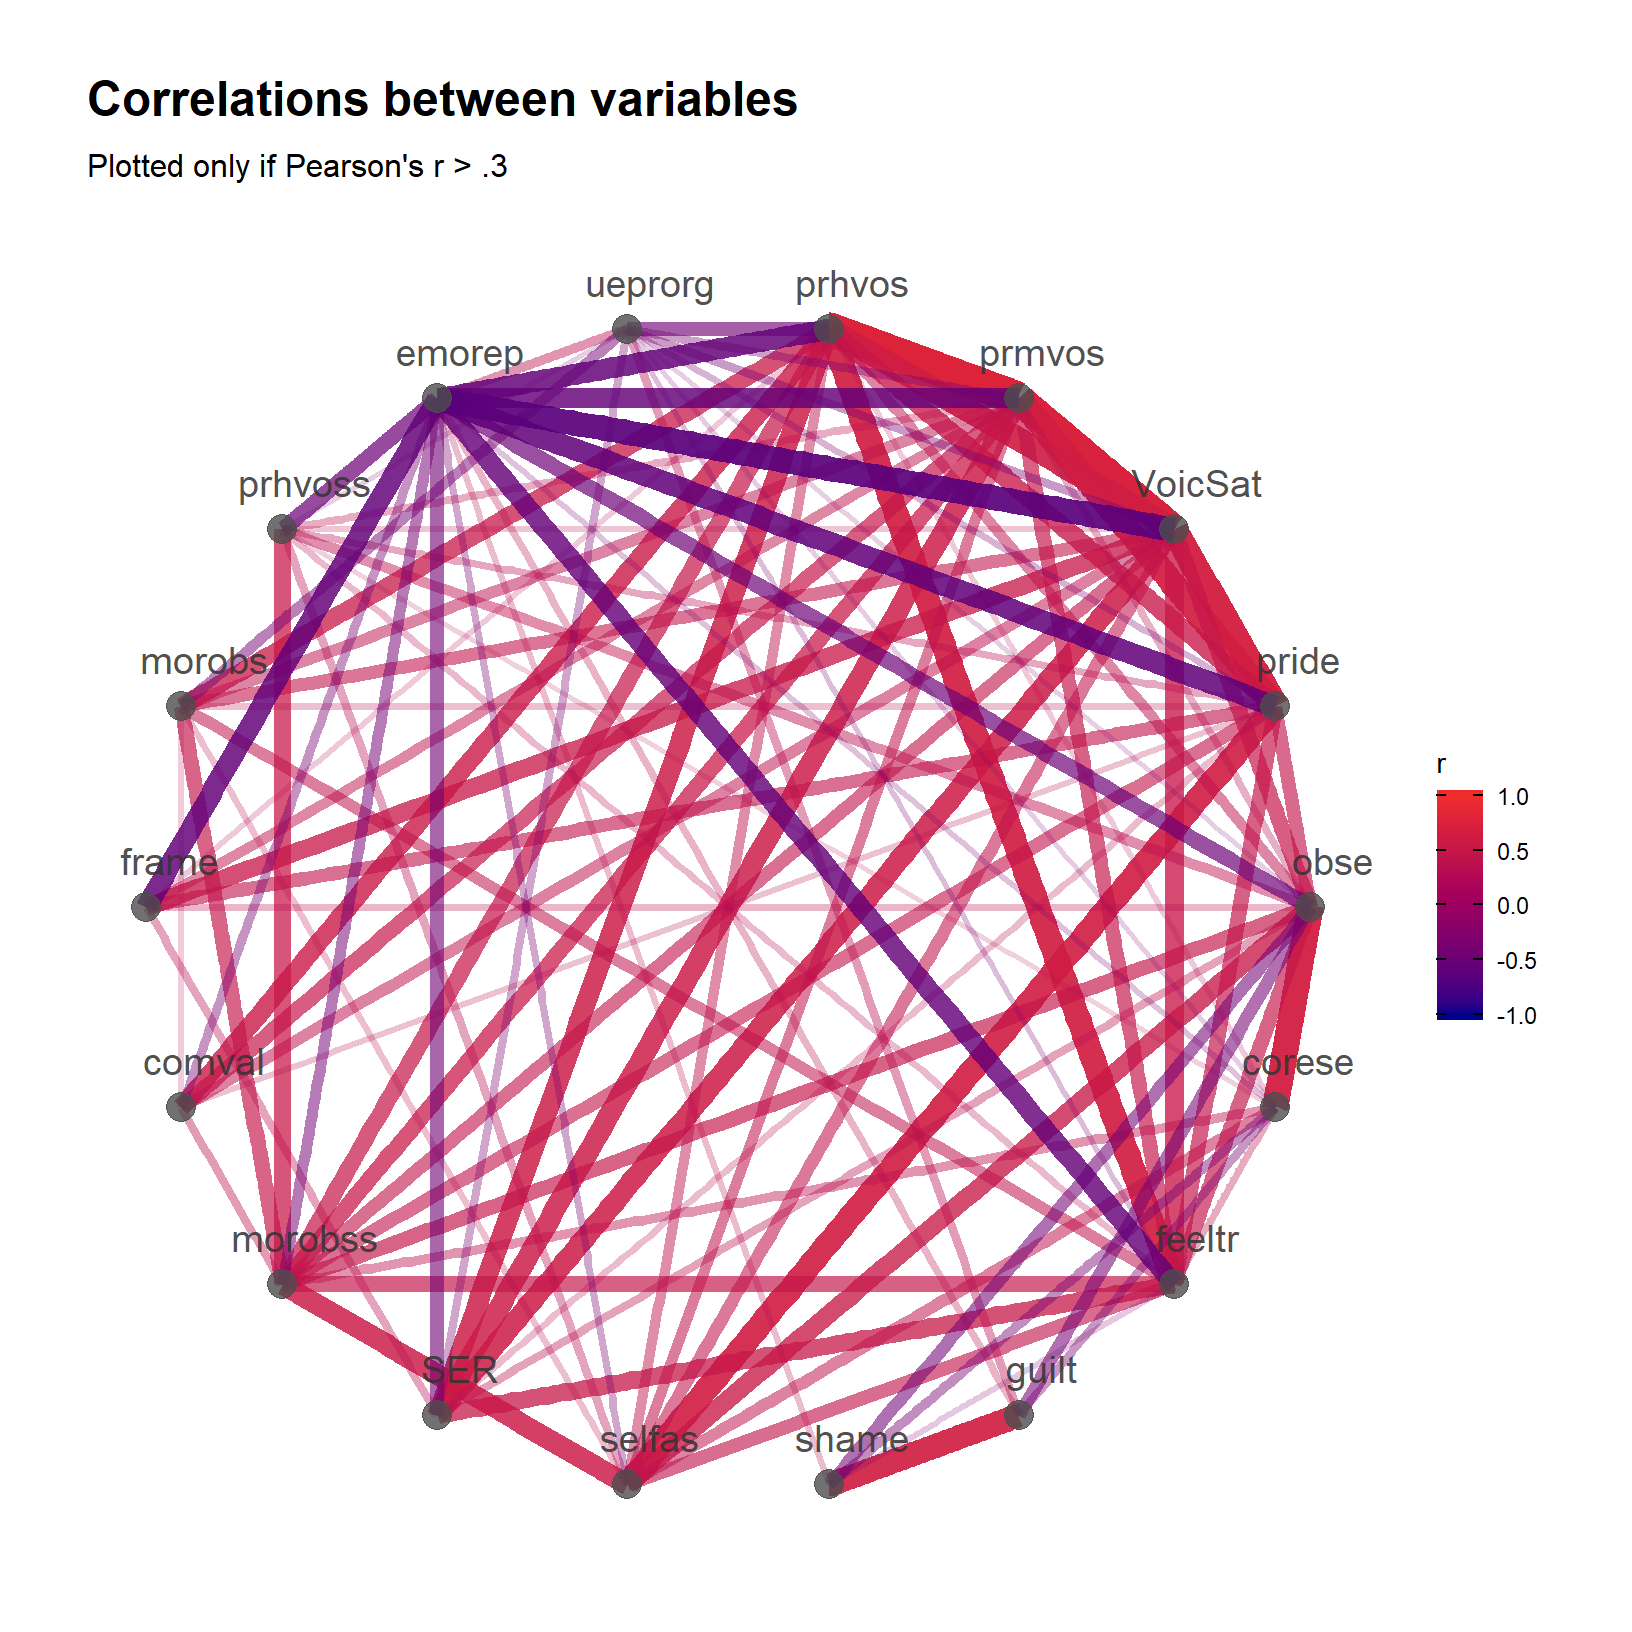 Correlations between variables
Plotted only if Pearson's r > .3
ueprorg
prhvos
emorep
prmvos
prhvoss
VoicSat
morobs
pride
r
1.0
0.5
0.0
-0.5
-1.0
frame
obse
comval
corese
morobss
feeltr
SER
guilt
selfas
shame